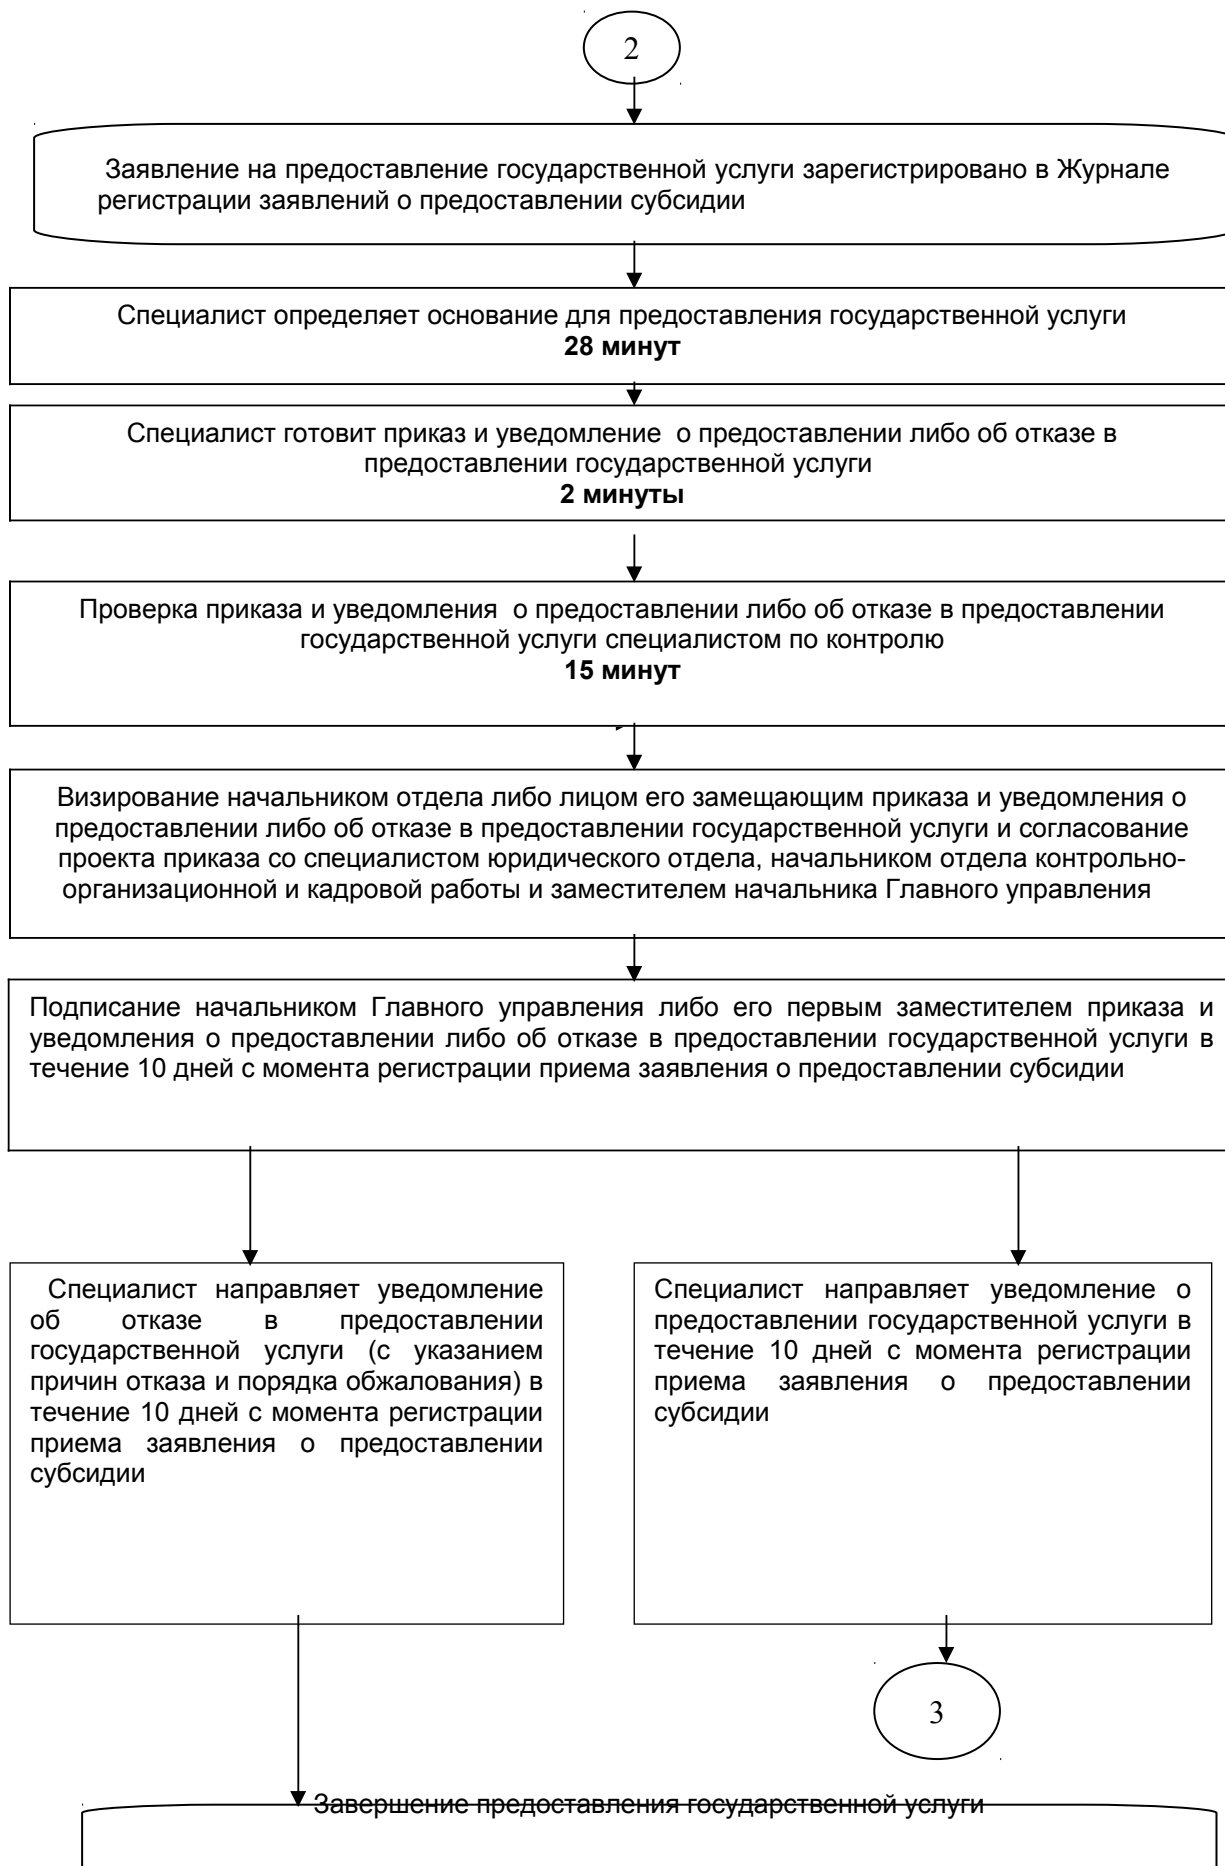 2
Заявление на предоставление государственной услуги зарегистрировано в Журнале
регистрации заявлений о предоставлении субсидии
Специалист определяет основание для предоставления государственной услуги
28 минут
Специалист готовит приказ и уведомление о предоставлении либо об отказе в
предоставлении государственной услуги
2 минуты
Проверка приказа и уведомления о предоставлении либо об отказе в предоставлении
государственной услуги специалистом по контролю
15 минут
Визирование начальником отдела либо лицом его замещающим приказа и уведомления о
предоставлении либо об отказе в предоставлении государственной услуги и согласование
проекта приказа со специалистом юридического отдела, начальником отдела контрольно-
организационной и кадровой работы и заместителем начальника Главного управления
Подписание начальником Главного управления либо его первым заместителем приказа и
уведомления о предоставлении либо об отказе в предоставлении государственной услуги в
течение 10 дней с момента регистрации приема заявления о предоставлении субсидии
Специалист направляет уведомление
об отказе в предоставлении
государственной услуги (с указанием
причин отказа и порядка обжалования) в
течение 10 дней с момента регистрации
приема заявления о предоставлении
субсидии
Специалист направляет уведомление о
предоставлении государственной услуги в
течение 10 дней с момента регистрации
приема заявления о предоставлении
субсидии
3
Завершение предоставления государственной услуги